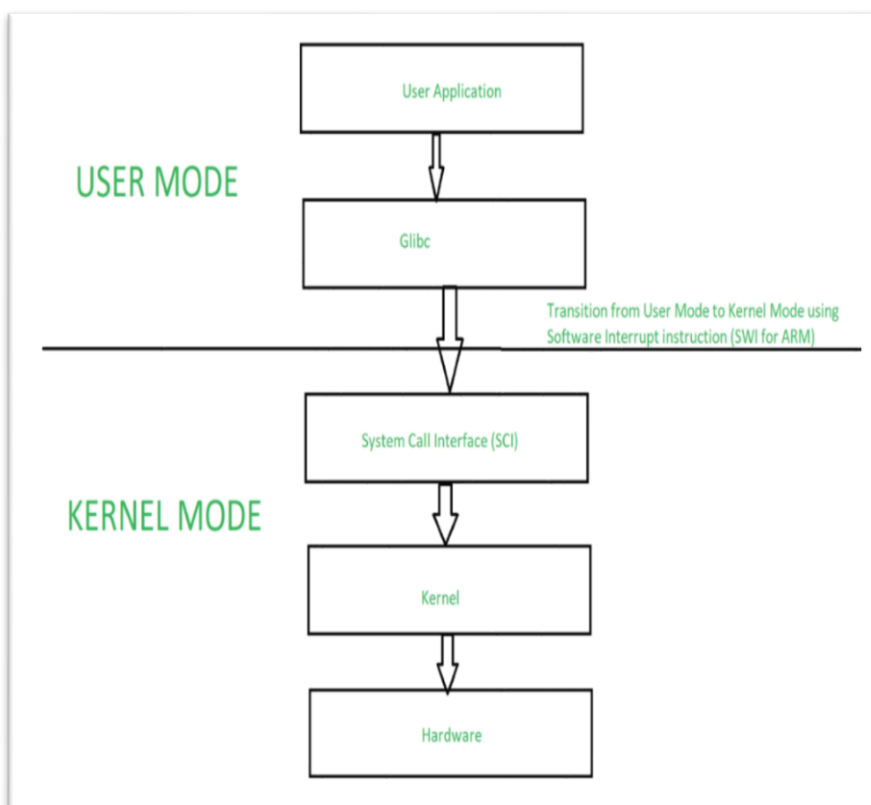 User Application
USER MODE
Glibc
Transition from User Mode to Kernel Mode using
Software Interrupt instruction (SWI for ARM)
System Call Interface (SCI)
KERNEL MODE
Kernel
Hardware